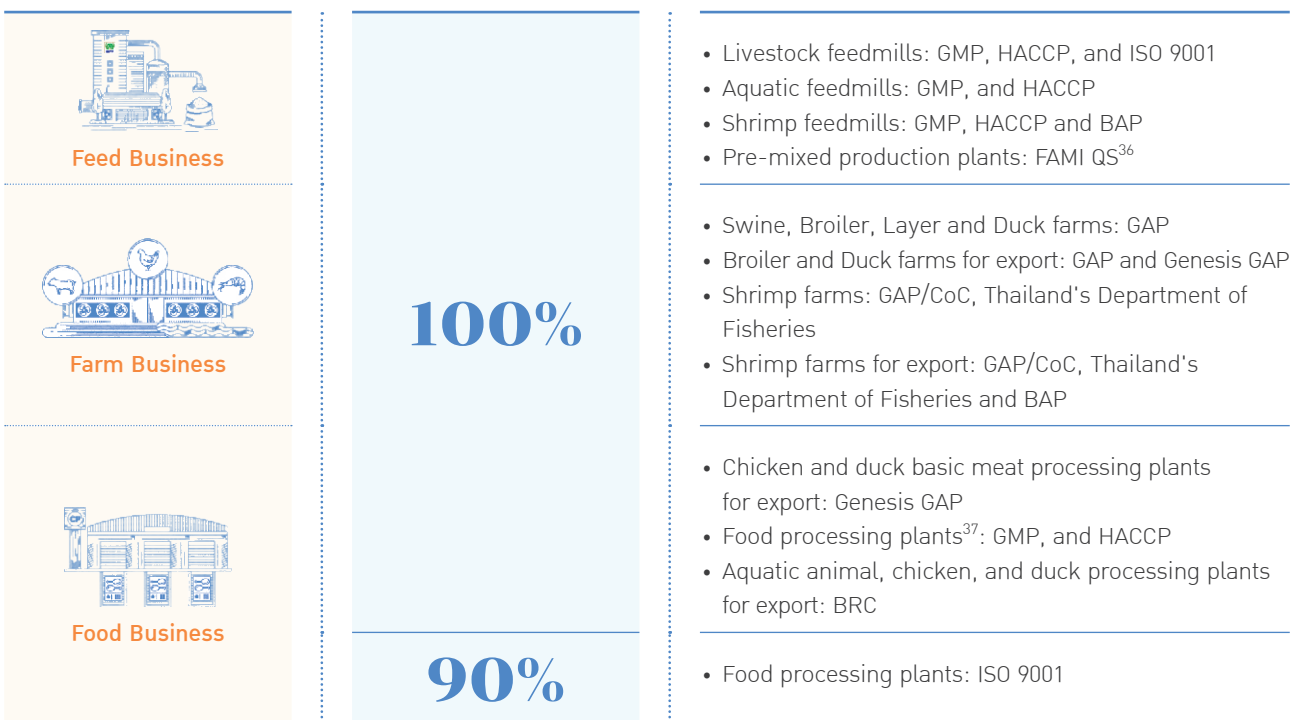 • Livestock feedmills: GMP, HACCP, and ISO 9001
• Aquatic feedmills: GMP, and HACCP
• Shrimp feedmills: GMP, HACCP and BAP
• Pre-mixed production plants: FAMI QS36
Feed Business
• Swine, Broiler, Layer and Duck farms: GAP
• Broiler and Duck farms for export: GAP and Genesis GAP
• Shrimp farms: GAP/CoC, Thailand's Department of
Fisheries
• Shrimp farms for export: GAP/CoC, Thailand's
Department of Fisheries and BAP
Farm Business
100%
• Chicken and duck basic meat processing plants
for export: Genesis GAP
• Food processing plants37: GMP, and HACCP
• Aquatic animal, chicken, and duck processing plants
for export: BRC
Food Business
90%
• Food processing plants: ISO 9001